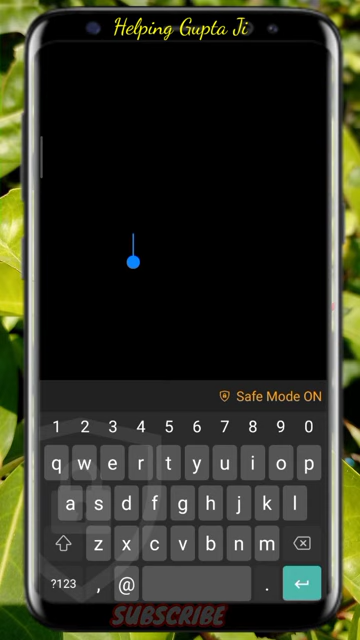 Helping Gupta Ji
Safe Mode ON
1 2 3 4 5 6 7 8 9 0
q w e r t y u i o p
a s d f g h j k l
z x c v b n m
?123 , @ .
SUBSCRIBE